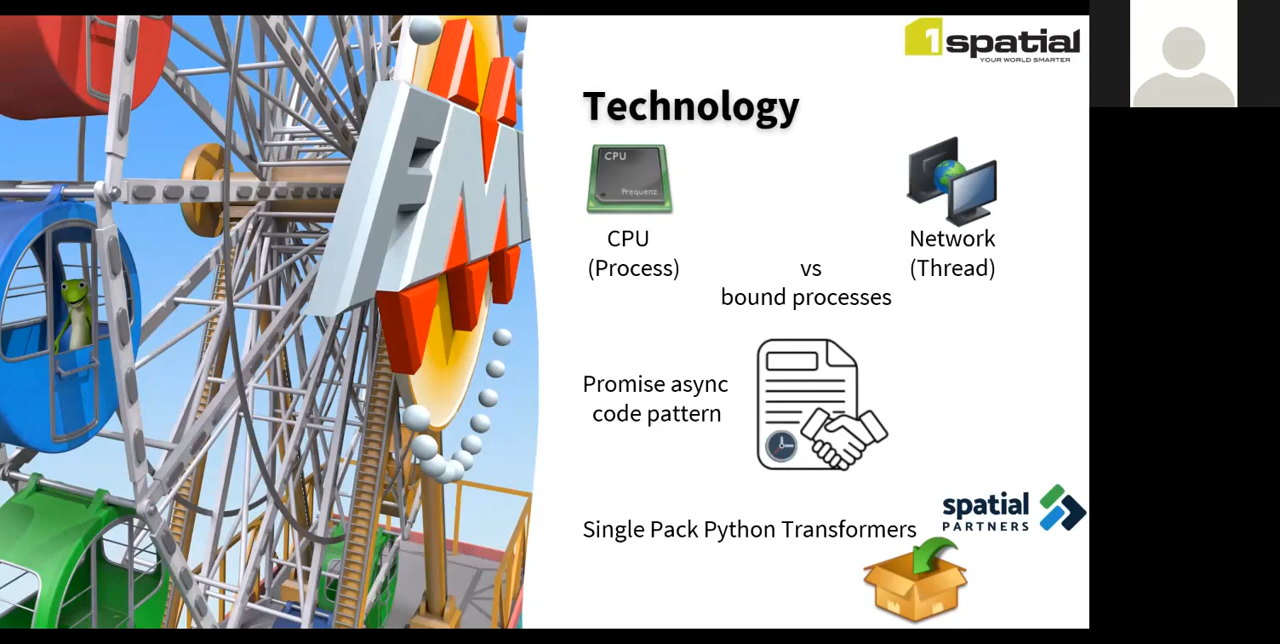 FM
1spatial
YOUR WORLD SMARTER
Technology
CPU
Frequenz
CPU
(Process)
Network
(Thread)
vs
bound processes
Promise async
code pattern
spatial
PARTNERS
Single Pack Python Transformers